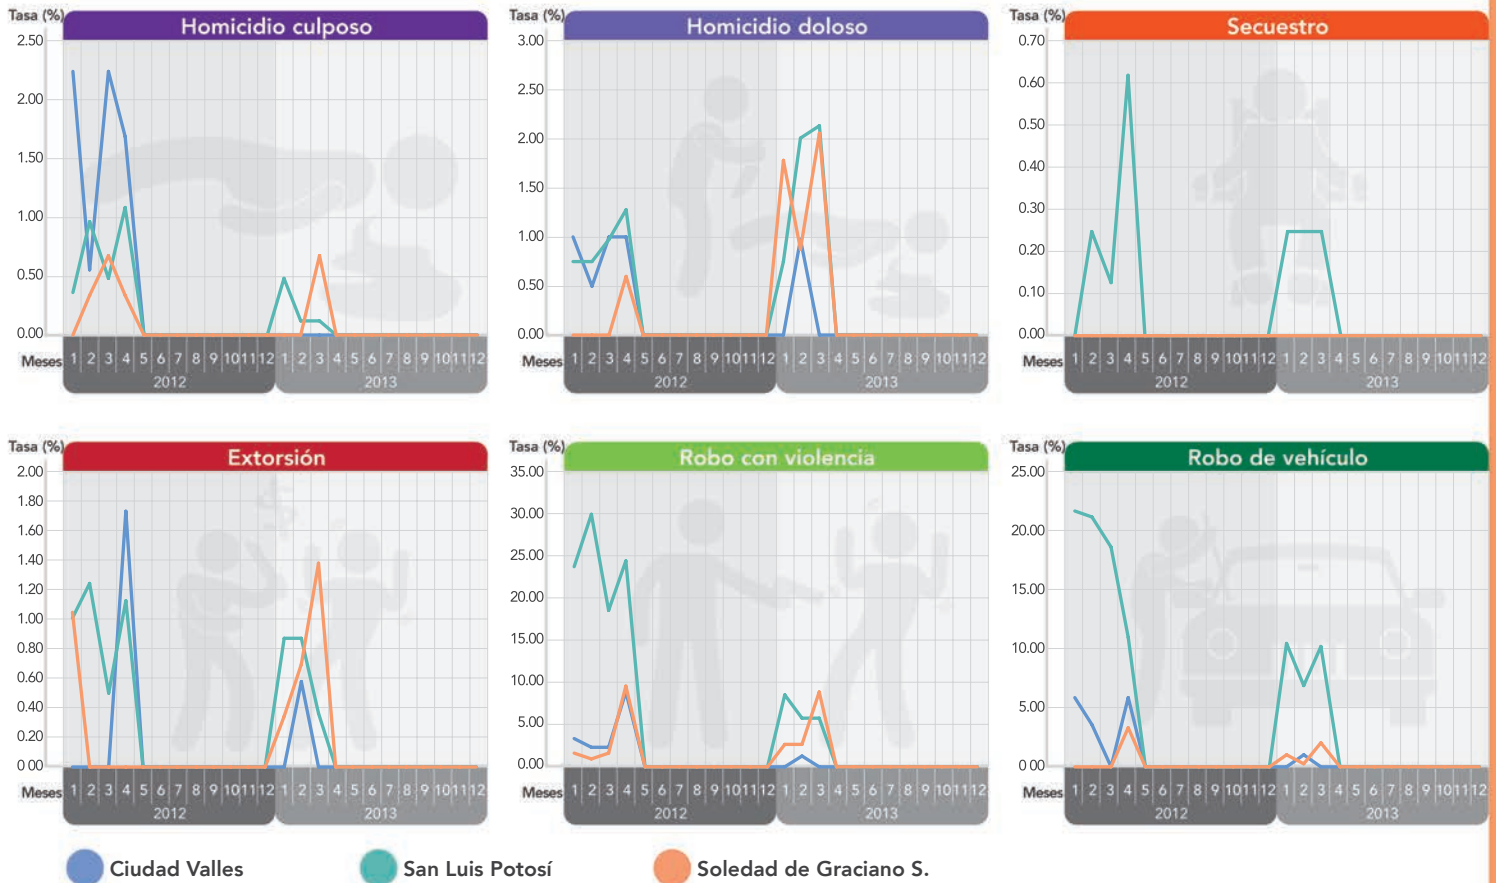 Tasa (%)
Homicidio culposo
2.50
2.00
1.50
1.00
0.50
0.00
Meses 1 2 3 4 5 6 7 8 9 10 11 12 1 2 3 4 5 6 7 8 9 10 11 12
2012 2013
Tasa (%)
Homicidio doloso
3.00
2.50
2.00
1.50
1.00
0.50
0.00
Meses 1 2 3 4 5 6 7 8 9 10 11 12 1 2 3 4 5 6 7 8 9 10 11 12
2012 2013
Tasa (%)
Secuestro
0.70
0.60
0.50
0.40
0.30
0.20
0.10
0.00
Meses 1 2 3 4 5 6 7 8 9 10 11 12 1 2 3 4 5 6 7 8 9 10 11 12
2012 2013
Tasa (%)
Extorsión
2.00
1.80
1.60
1.40
1.20
1.00
0.80
0.60
0.40
0.20
0 00
Meses 1 2 3 4 5 6 7 8 9 10 11 12 1 2 3 4 5 6 7 8 9 10 11 12
2012 2013
Tasa (%)
Robo con violencia
35.00
30.00
25.00
20.00
15.00
10.00
5.00
0.00
Meses 1 2 3 4 5 6 7 8 9 10 11 12 1 2 3 4 5 6 7 8 9 10 11 12
2012 2013
Tasa (%)
Robo de vehículo
25.00
20.00
15.00
10.00
5.00
0 00
Meses 1 2 3 4 5 6 7 8 9 10 11 12 1 2 3 4 5 6 7 8 9 10 11 12
2012 2013
Ciudad Valles San Luis Potosí Soledad de Graciano S.